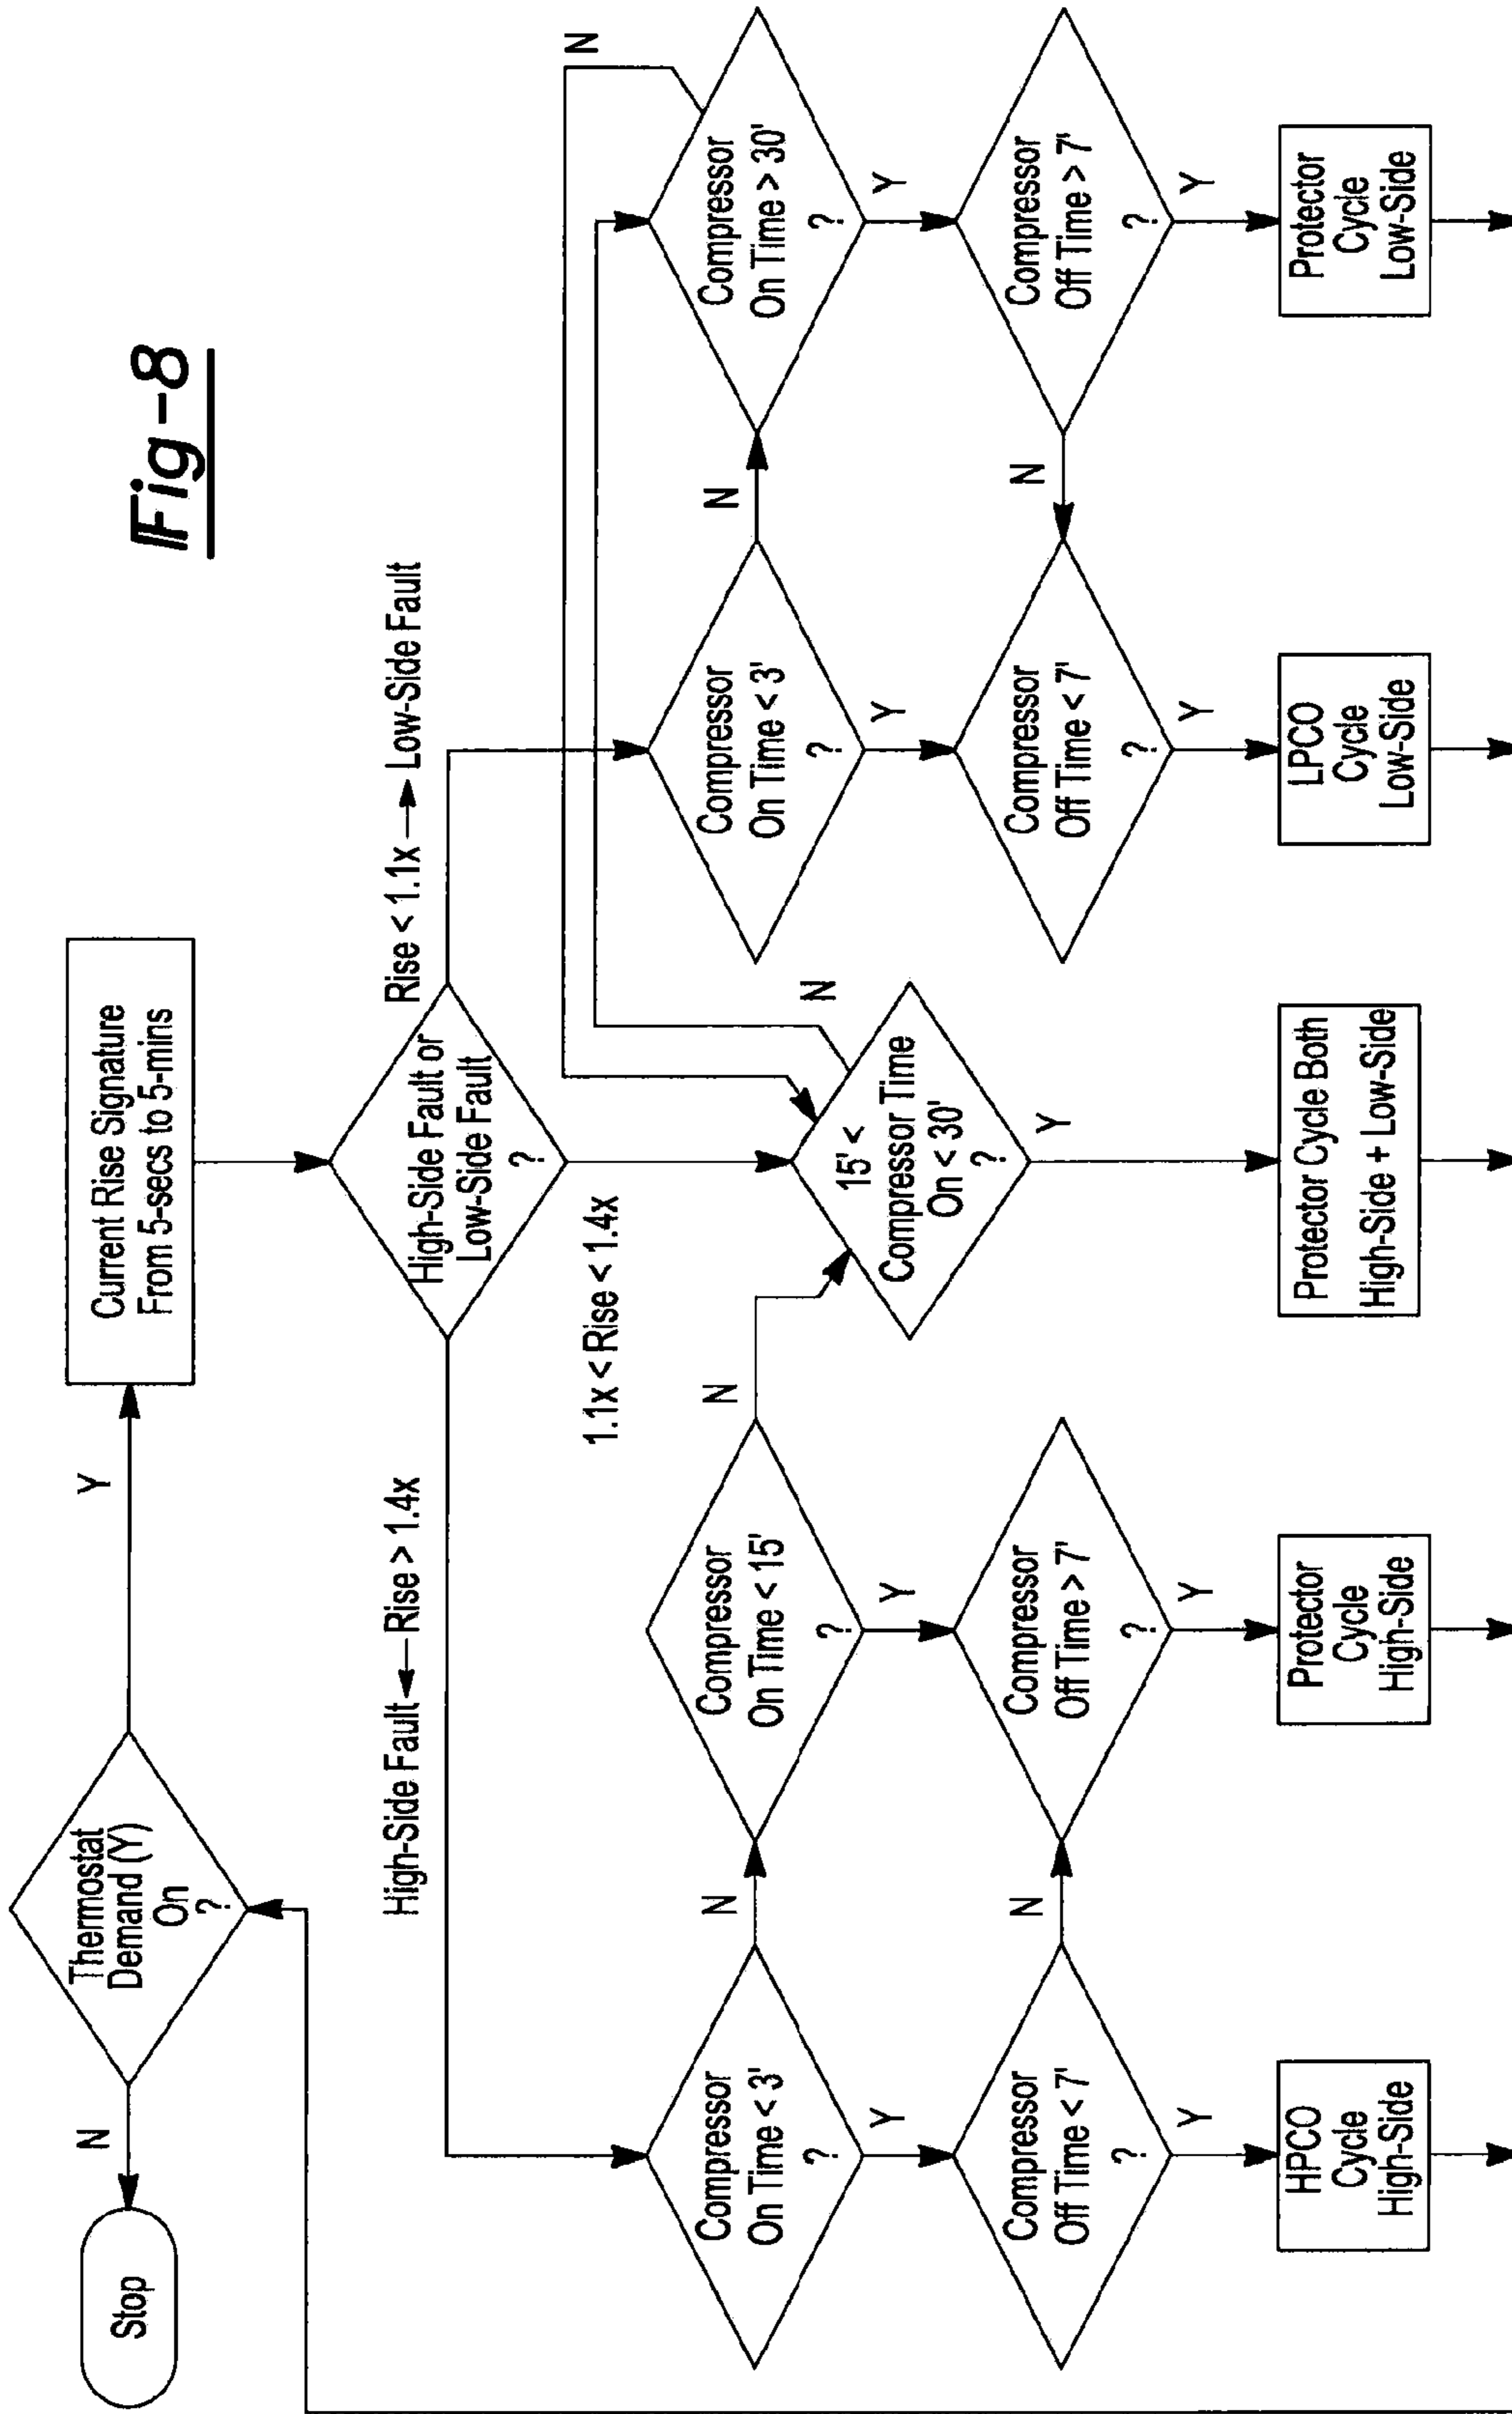 Fig-8
Stop
N
Thermostat
Demand (Y)
On
?
Y
Current Rise Signature
From 5-secs to 5-mins
High-Side Fault or
Low-Side Fault
?
High-Side Fault ← Rise > 1.4x
1.1x < Rise < 1.4x
Rise < 1.1x → Low-Side Fault
Compressor
On Time < 3'
?
N
Y
Compressor
On Time < 15'
?
N
Y
15' <
Compressor Time
On < 30'
?
N
Y
Compressor
On Time < 3'
?
N
Y
Compressor
On Time > 30'
?
N
Y
Compressor
Off Time < 7'
?
N
Y
Compressor
Off Time > 7'
?
Y
Compressor
Off Time < 7'
?
Y
N
Compressor
Off Time > 7'
?
Y
HPCO
Cycle
High-Side
Protector
Cycle
High-Side
Protector Cycle Both
High-Side + Low-Side
LPCO
Cycle
Low-Side
Protector
Cycle
Low-Side